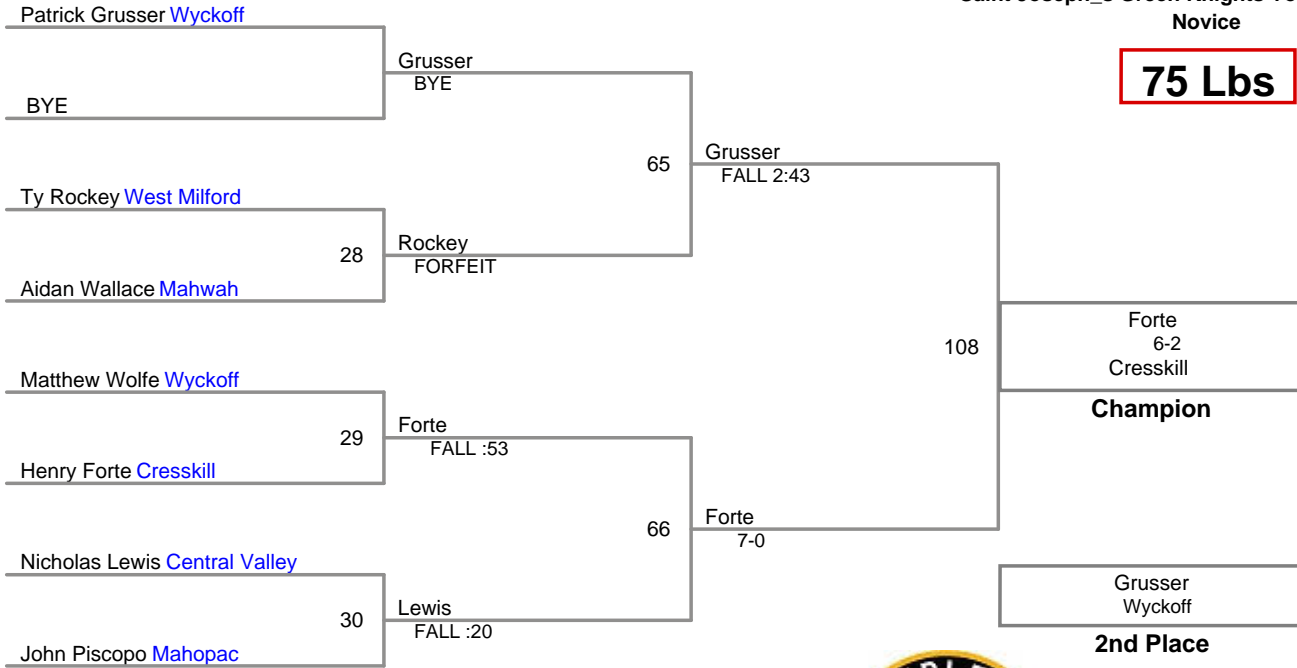 Novice
75 Lbs
Patrick Grusser Wyckoff
BYE
Grusser
BYE
65
Grusser
FALL 2:43
Ty Rockey West Milford
28
Rockey
FORFEIT
Aidan Wallace Mahwah
108
Forte
6-2
Cresskill
Champion
Matthew Wolfe Wyckoff
29
Forte
FALL :53
Henry Forte Cresskill
66
Forte
7-0
Nicholas Lewis Central Valley
30
Lewis
FALL :20
John Piscopo Mahopac
Grusser
Wyckoff
2nd Place